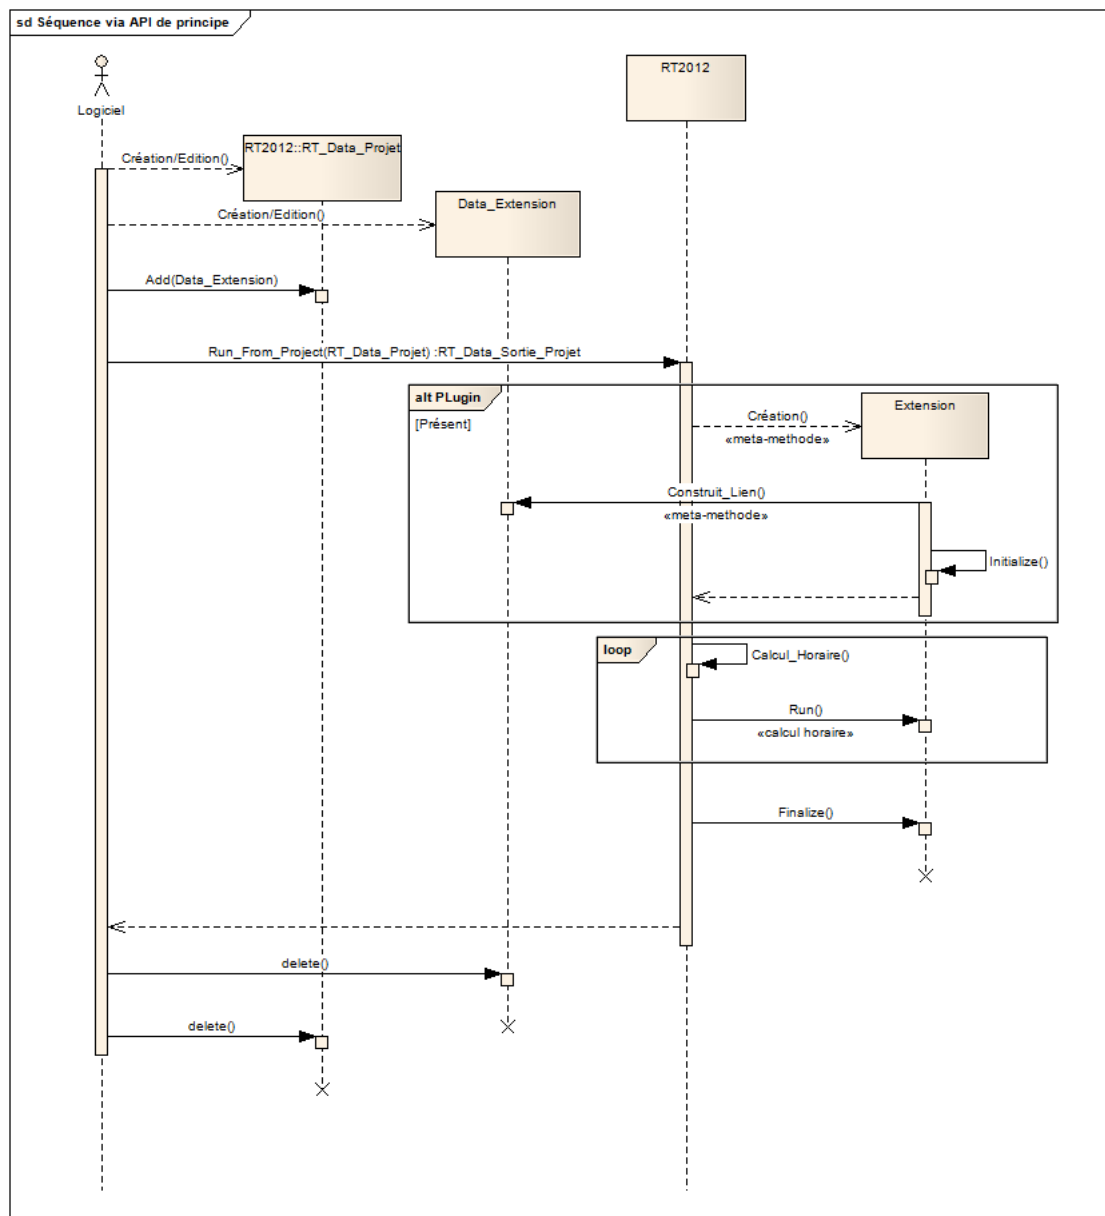 sd Séquence via API de principe
Logiciel
RT2012
RT2012::RT_Data_Projet
Création/Edition()
Data_Extension
Création/Edition()
Add(Data_Extension)
Run_From_Project(RT_Data_Projet) :RT_Data_Sortie_Projet
alt PLugin
[Présent]
Extension
Création()
«meta-methode»
Construit_Lien()
«meta-methode»
Initialize()
loop
Calcul_Horaire()
Run()
«calcul horaire»
Finalize()
delete()
delete()